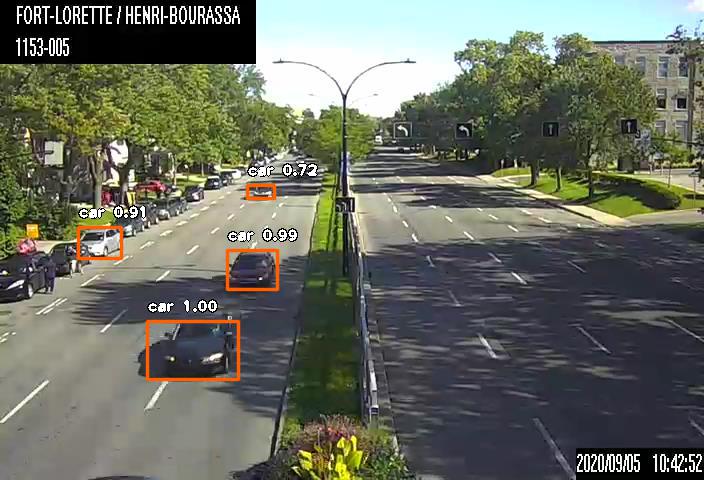 FORT-LORETTE / HENRI-BOURASSA
1153-005
car 0.72
car 0.91
car 0.99
car 1.00
2020/09/05 10:42:52